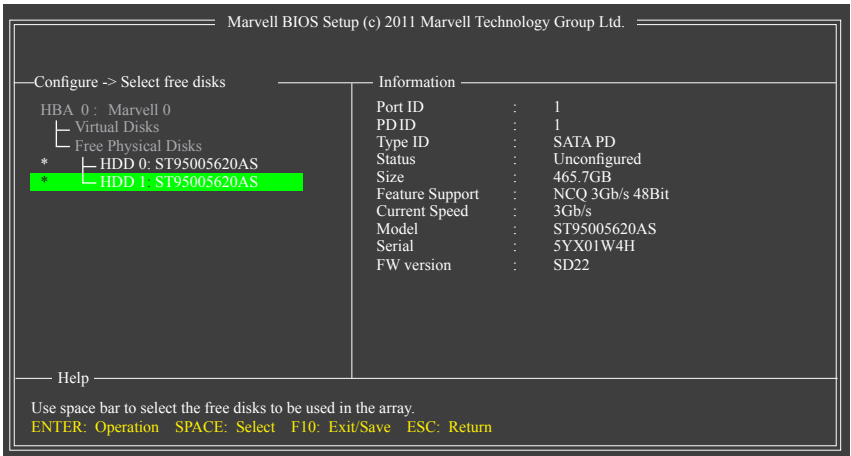 Marvell BIOS Setup (c) 2011 Marvell Technology Group Ltd.
Configure -> Select free disks
HBA 0 : Marvell 0
Virtual Disks
Free Physical Disks
* HDD 0: ST95005620AS
* HDD 1: ST95005620AS
Information
Port ID : 1
PD ID : 1
Type ID : SATA PD
Status : Unconfigured
Size : 465.7GB
Feature Support : NCQ 3Gb/s 48Bit
Current Speed : 3Gb/s
Model : ST95005620AS
Serial : 5YX01W4H
FW version : SD22
Help
Use space bar to select the free disks to be used in the array.
ENTER: Operation SPACE: Select F10: Exit/Save ESC: Return